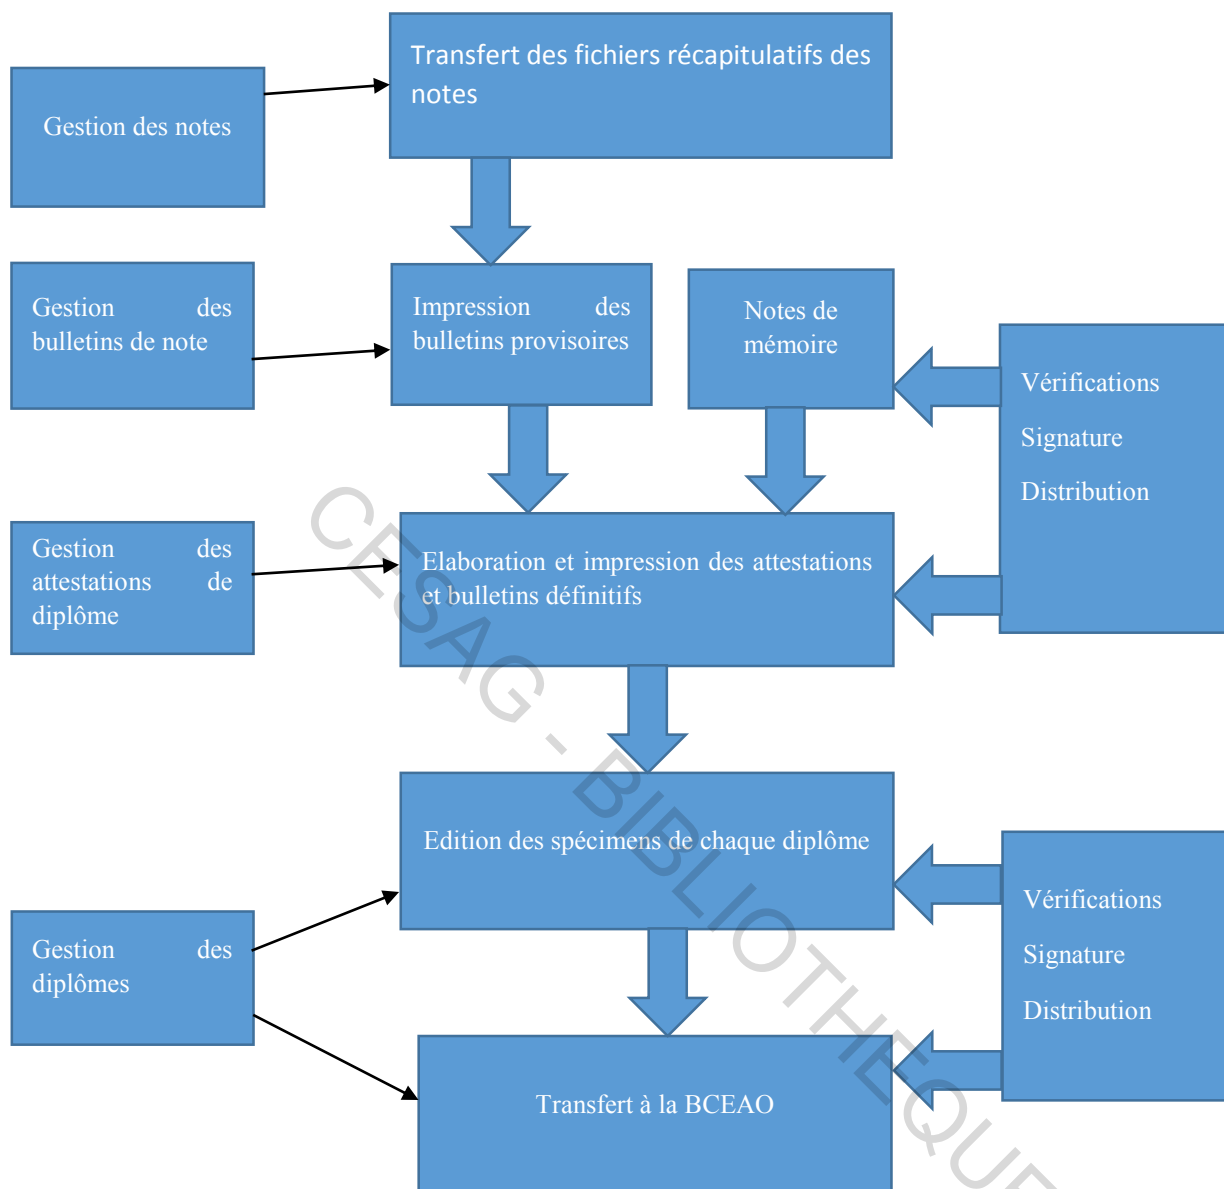 Transfert des fichiers récapitulatifs des
notes
Gestion des notes
Gestion des
bulletins de note
Impression des
bulletins provisoires
Notes de
mémoire
Vérifications
Signature
Distribution
Gestion des
attestations de
diplôme
Elaboration et impression des attestations
et bulletins définitifs
Edition des spécimens de chaque diplôme
Gestion des
diplômes
Vérifications
Signature
Distribution
Transfert à la BCEAO
CESAG - BIBLIOTHEQUE